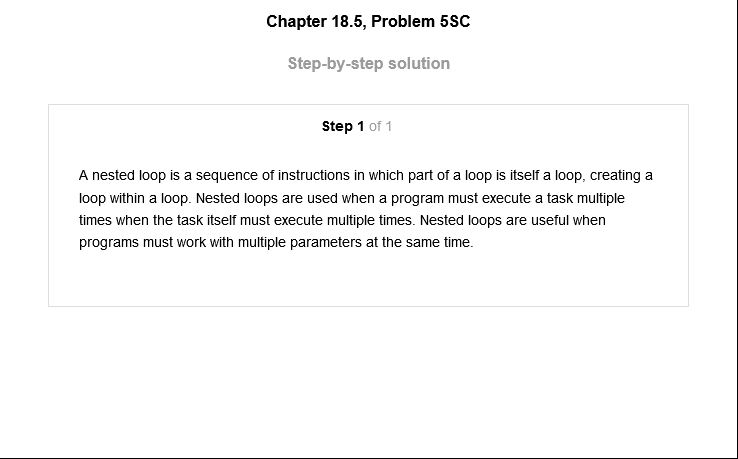 Chapter 18.5, Problem 5SC
Step-by-step solution
Step 1 of 1
A nested loop is a sequence of instructions in which part of a loop is itself a loop, creating a
loop within a loop. Nested loops are used when a program must execute a task multiple
times when the task itself must execute multiple times. Nested loops are useful when
programs must work with multiple parameters at the same time.